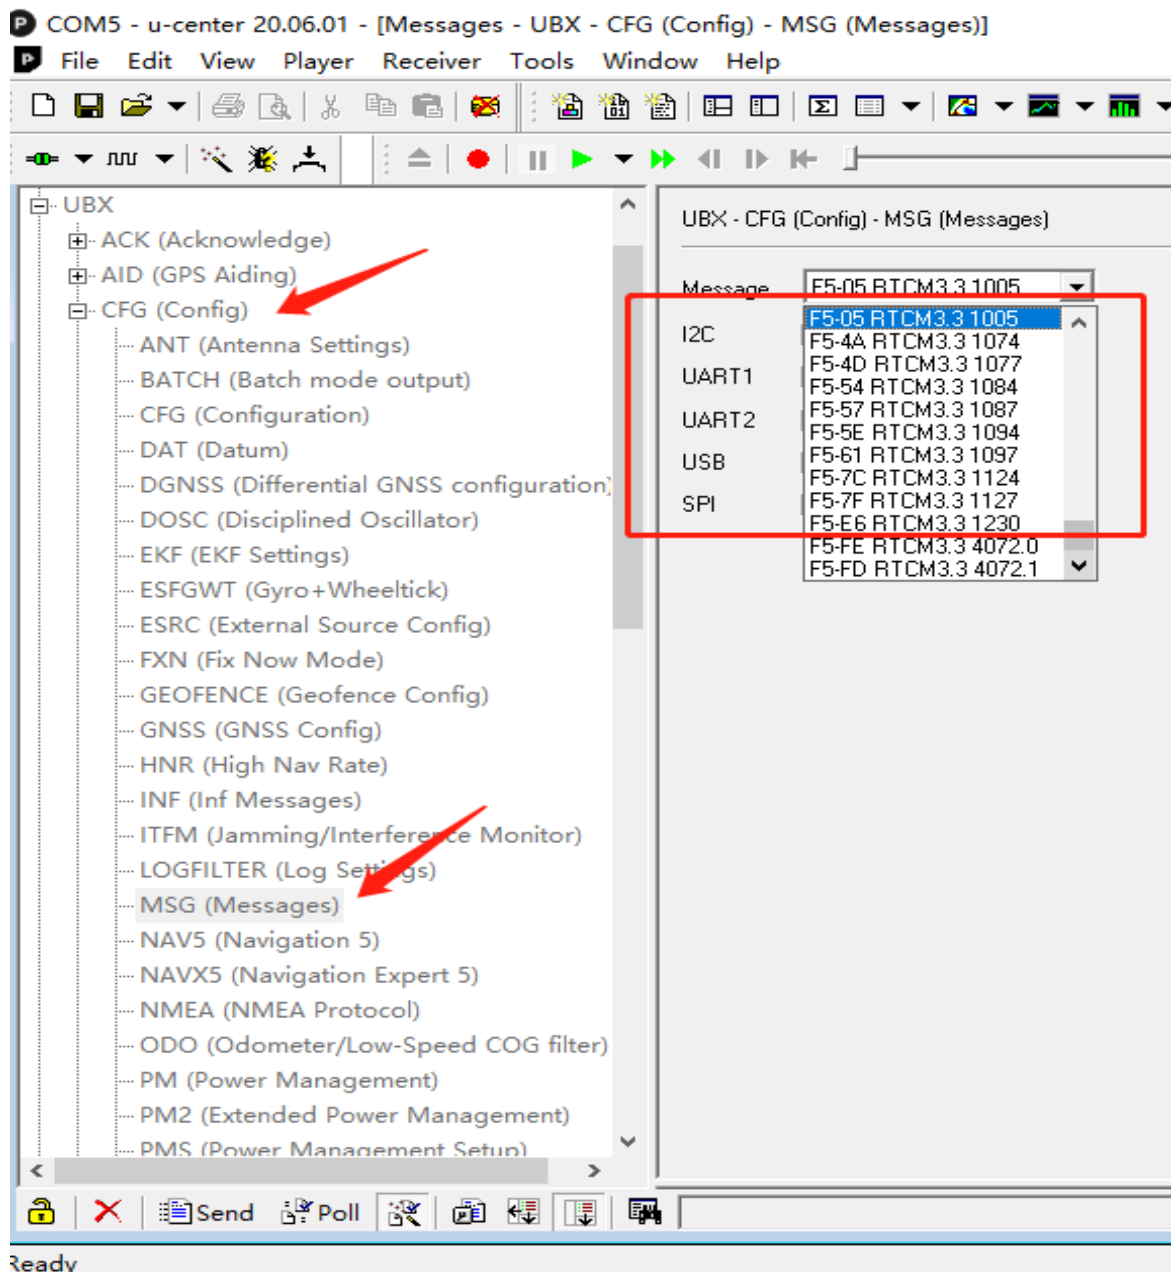 COM5 - u-center 20.06.01 - [Messages - UBX - CFG (Config) - MSG (Messages)]
File Edit View Player Receiver Tools Window Help
UBX
ACK (Acknowledge)
AID (GPS Aiding)
CFG (Config)
ANT (Antenna Settings)
BATCH (Batch mode output)
CFG (Configuration)
DAT (Datum)
DGNSS (Differential GNSS configuration)
DOSC (Disciplined Oscillator)
EKF (EKF Settings)
ESFGWT (Gyro+Wheeltick)
ESRC (External Source Config)
FXN (Fix Now Mode)
GEOFENCE (Geofence Config)
GNSS (GNSS Config)
HNR (High Nav Rate)
INF (Inf Messages)
ITFM (Jamming/Interference Monitor)
LOGFILTER (Log Settings)
MSG (Messages)
NAV5 (Navigation 5)
NAVX5 (Navigation Expert 5)
NMEA (NMEA Protocol)
ODO (Odometer/Low-Speed COG filter)
PM (Power Management)
PM2 (Extended Power Management)
PMS (Power Management Setup)
UBX - CFG (Config) - MSG (Messages)
Message F5-05 RTCM3.3 1005
I2C
UART1
UART2
USB
SPI
F5-05 RTCM3.3 1005
F5-4A RTCM3.3 1074
F5-4D RTCM3.3 1077
F5-54 RTCM3.3 1084
F5-57 RTCM3.3 1087
F5-5E RTCM3.3 1094
F5-61 RTCM3.3 1097
F5-7C RTCM3.3 1124
F5-7F RTCM3.3 1127
F5-E6 RTCM3.3 1230
F5-FE RTCM3.3 4072.0
F5-FD RTCM3.3 4072.1
Send Poll
Ready